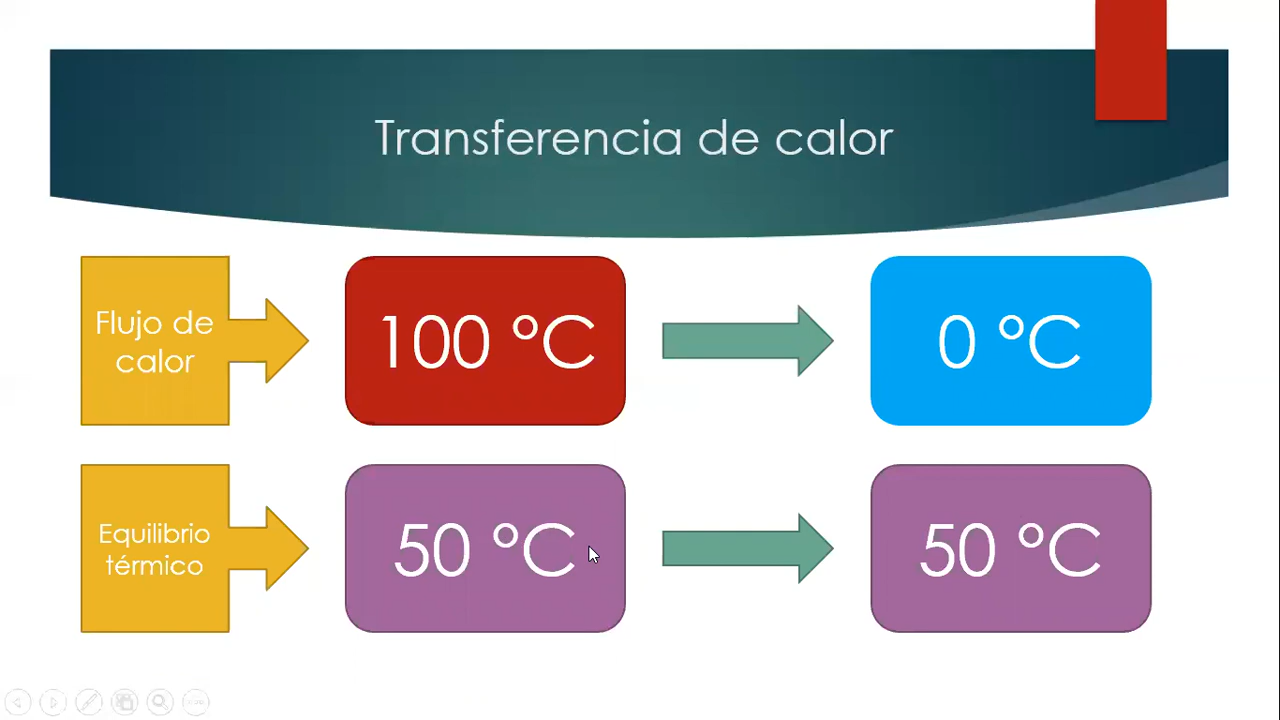 Transferencia de calor
Flujo de
calor
100 °C
0 °C
Equilibrio
térmico
50 °C
50 °C